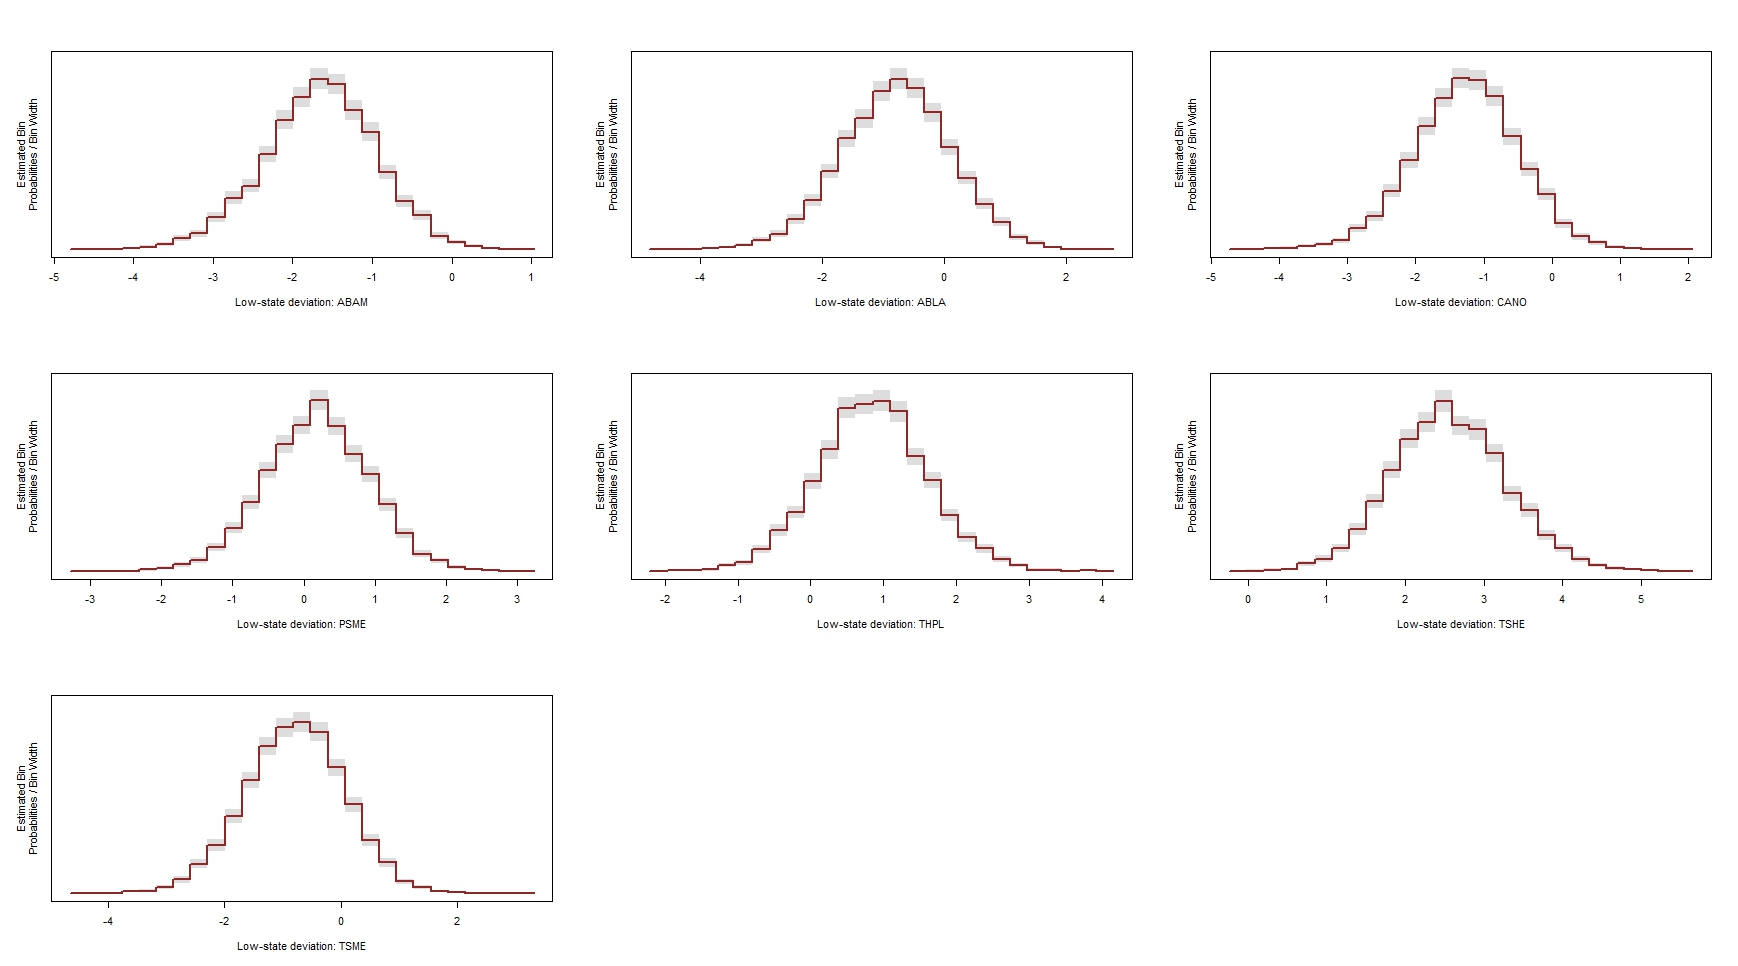 Estimated Bin
Probabilities / Bin Width
-5 -4 -3 -2 -1 0 1
Low-state deviation: ABAM
Estimated Bin
Probabilities / Bin Width
-4 -2 0 2
Low-state deviation: ABLA
Estimated Bin
Probabilities / Bin Width
-5 -4 -3 -2 -1 0 1 2
Low-state deviation: CANO
Estimated Bin
Probabilities / Bin Width
-3 -2 -1 0 1 2 3
Low-state deviation: PSME
Estimated Bin
Probabilities / Bin Width
-2 -1 0 1 2 3 4
Low-state deviation: THPL
Estimated Bin
Probabilities / Bin Width
0 1 2 3 4 5
Low-state deviation: TSHE
Estimated Bin
Probabilities / Bin Width
-4 -2 0 2
Low-state deviation: TSME